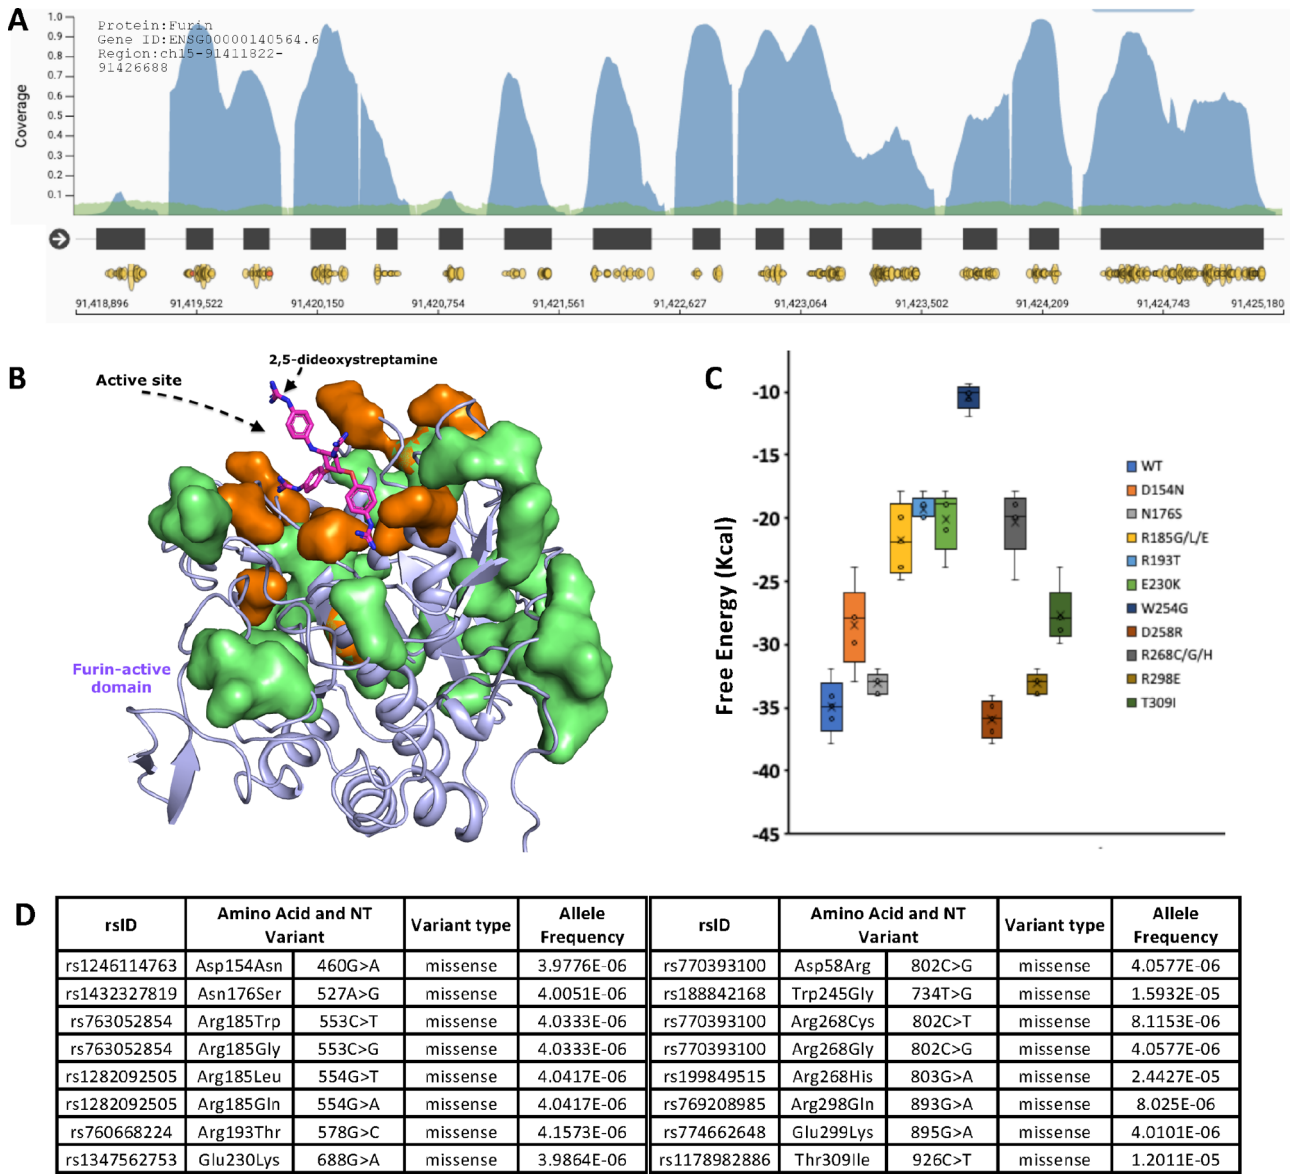 A
Protein:Furin
Gene ID:ENSG00000140564.6
Region:ch15-91411822-
91426688
Coverage
1.0
0.9
0.8
0.7
0.6
0.5
0.4
0.3
0.2
0.1
91,418,896 91,419,522 91,420,150 91,420,754 91,421,561 91,422,627 91,423,064 91,423,502 91,424,209 91,424,743 91,425,180
B
2,5-dideoxystreptamine
Active site
Furin-active
domain
C
Free Energy (Kcal)
-10
-15
-20
-25
-30
-35
-40
-45
WT
D154N
N176S
R185G/L/E
R193T
E230K
W254G
D258R
R268C/G/H
R298E
T309I
D
rsID Amino Acid and NT Variant Variant type Allele Frequency rsID Amino Acid and NT Variant Variant type Allele Frequency
rs1246114763 Asp154Asn 460G>A missense 3.9776E-06 rs770393100 Asp58Arg 802C>G missense 4.0577E-06
rs1432327819 Asn176Ser 527A>G missense 4.0051E-06 rs188842168 Trp245Gly 734T>G missense 1.5932E-05
rs763052854 Arg185Trp 553C>T missense 4.0333E-06 rs770393100 Arg268Cys 802C>T missense 8.1153E-06
rs763052854 Arg185Gly 553C>G missense 4.0333E-06 rs770393100 Arg268Gly 802C>G missense 4.0577E-06
rs1282092505 Arg185Leu 554G>T missense 4.0417E-06 rs199849515 Arg268His 803G>A missense 2.4427E-05
rs1282092505 Arg185Gln 554G>A missense 4.0417E-06 rs769208985 Arg298Gln 893G>A missense 8.025E-06
rs760668224 Arg193Thr 578G>C missense 4.1573E-06 rs774662648 Glu299Lys 895G>A missense 4.0101E-06
rs1347562753 Glu230Lys 688G>A missense 3.9864E-06 rs1178982886 Thr309Ile 926C>T missense 1.2011E-05